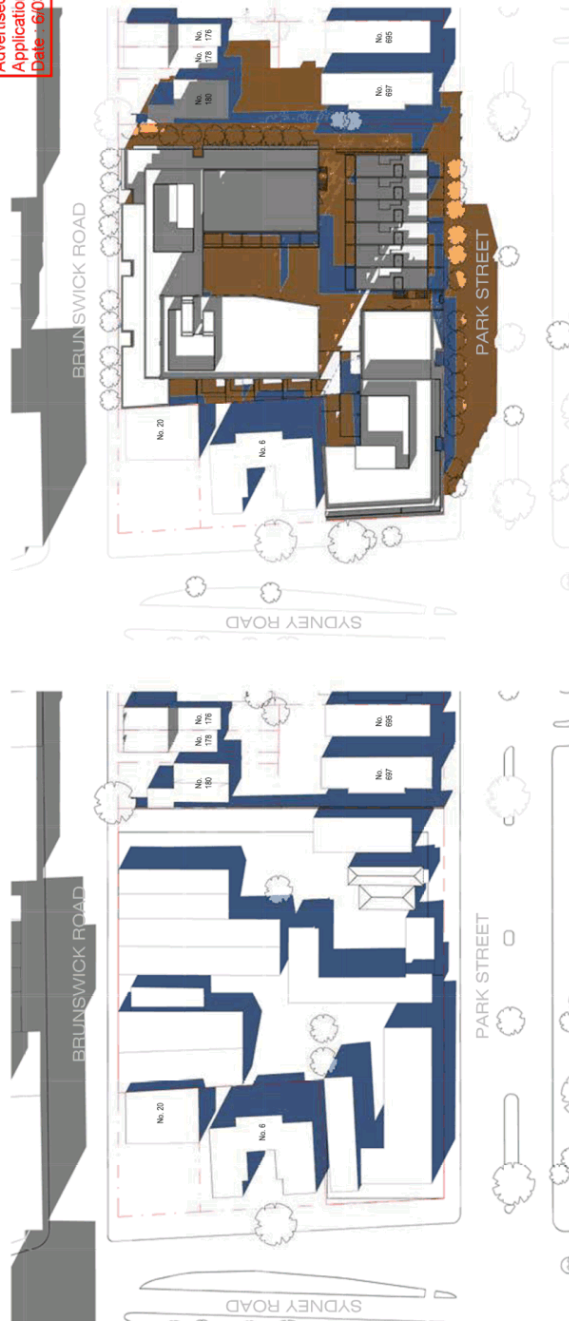 Advertised
Application
Date : 6/0
BRUNSWICK ROAD
No. 176
No. 178
No. 180
No. 695
No. 697
PARK STREET
No. 20
No. 6
SYDNEY ROAD
BRUNSWICK ROAD
No. 176
No. 178
No. 180
No. 695
No. 697
PARK STREET
No. 20
No. 6
SYDNEY ROAD